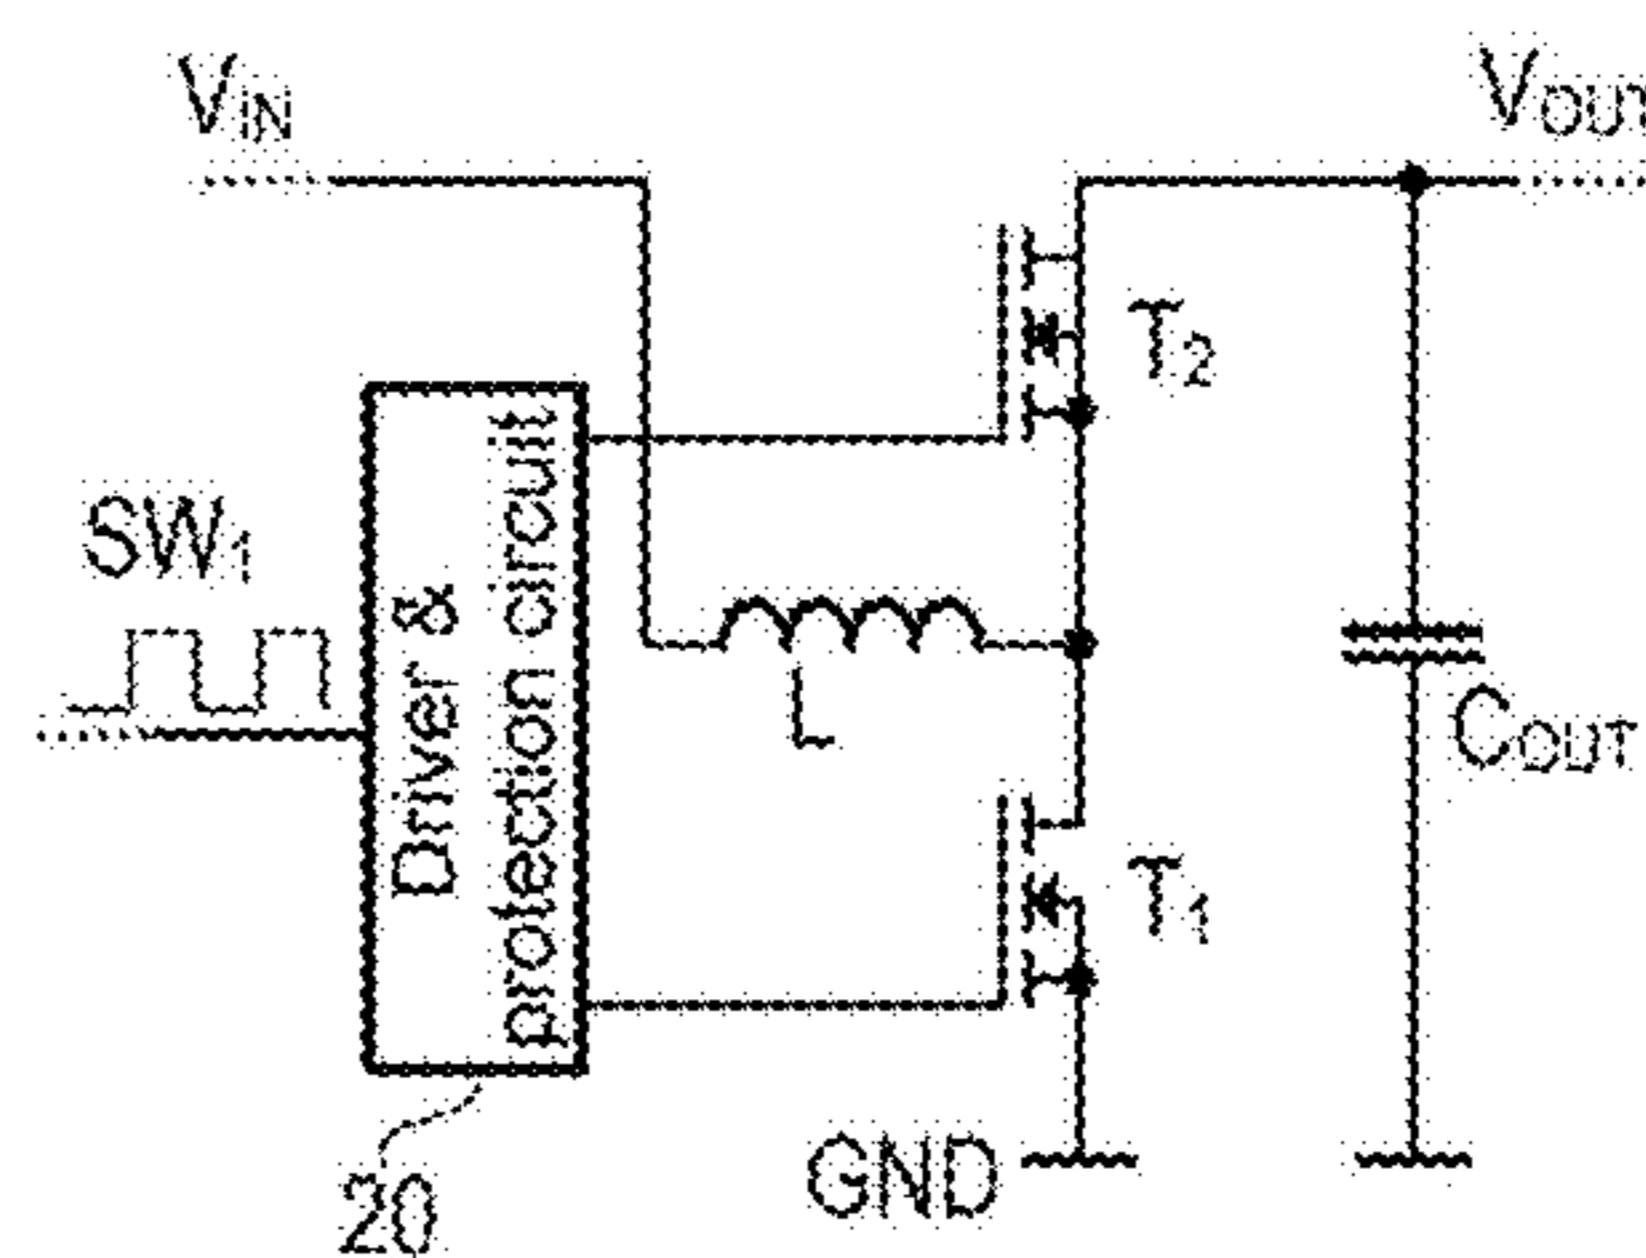 VIN
VOUT
T2
SW1
Driver &
protection circuit
L
COUT
T1
GND
20